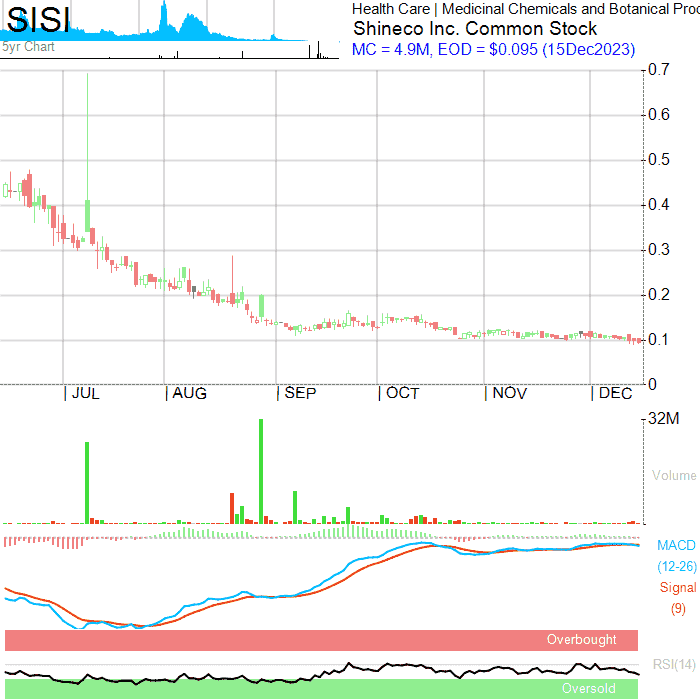 SISI
5yr Chart
Health Care | Medicinal Chemicals and Botanical Proc
Shineco Inc. Common Stock
MC = 4.9M, EOD = $0.095 (15Dec2023)
0.7
0.6
0.5
0.4
0.3
0.2
0.1
0
JUL AUG SEP OCT NOV DEC
32M
Volume
MACD
(12-26)
Signal
(9)
Overbought
RSI(14)
Oversold